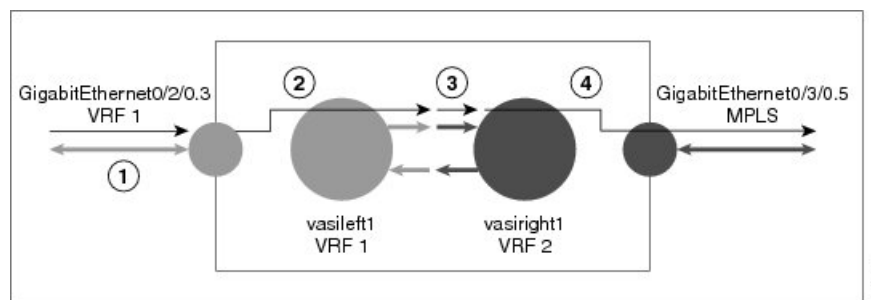 GigabitEthernet0/2/0.3
VRF 1
1
2
3
4
GigabitEthernet0/3/0.5
MPLS
vasileft1
VRF 1
vasiright1
VRF 2